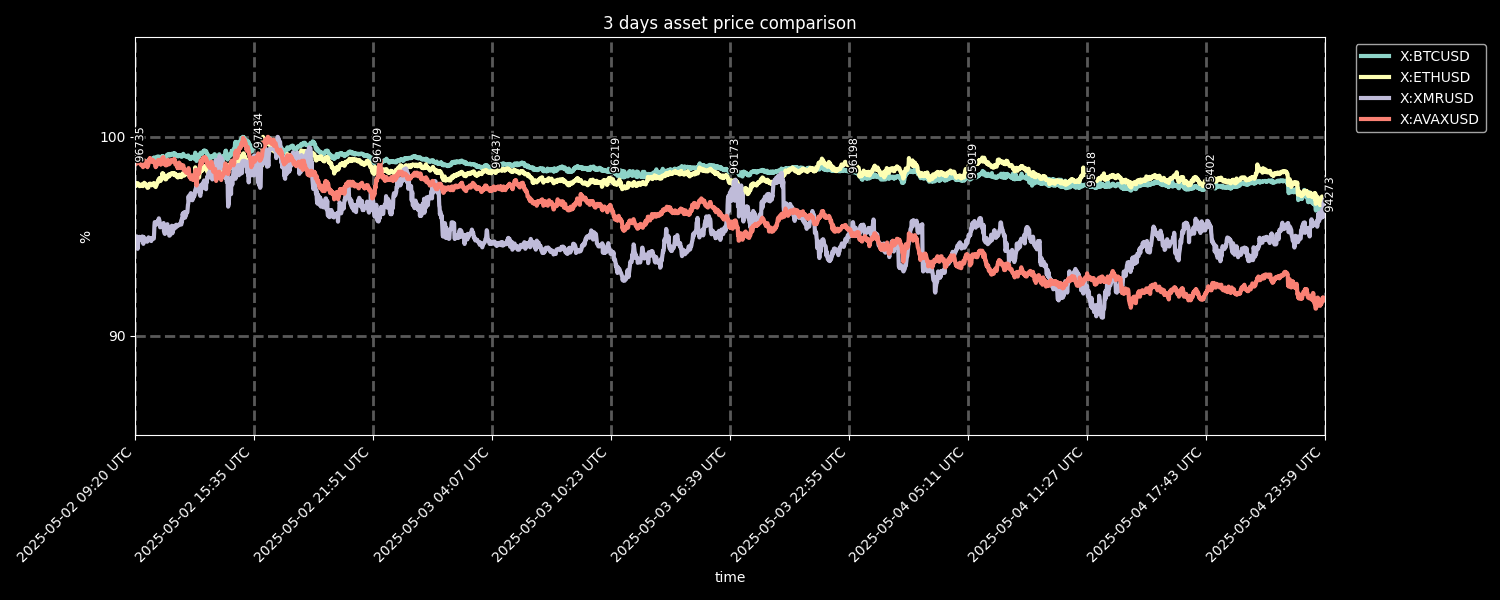 3 days asset price comparison
X:BTCUSD
X:ETHUSD
X:XMRUSD
X:AVAXUSD
100
90
%
96735
97434
96709
96437
96219
96173
96198
95919
95518
95402
94273
2025-05-02 09:20 UTC
2025-05-02 15:35 UTC
2025-05-02 21:51 UTC
2025-05-03 04:07 UTC
2025-05-03 10:23 UTC
2025-05-03 16:39 UTC
2025-05-03 22:55 UTC
2025-05-04 05:11 UTC
2025-05-04 11:27 UTC
2025-05-04 17:43 UTC
2025-05-04 23:59 UTC
time